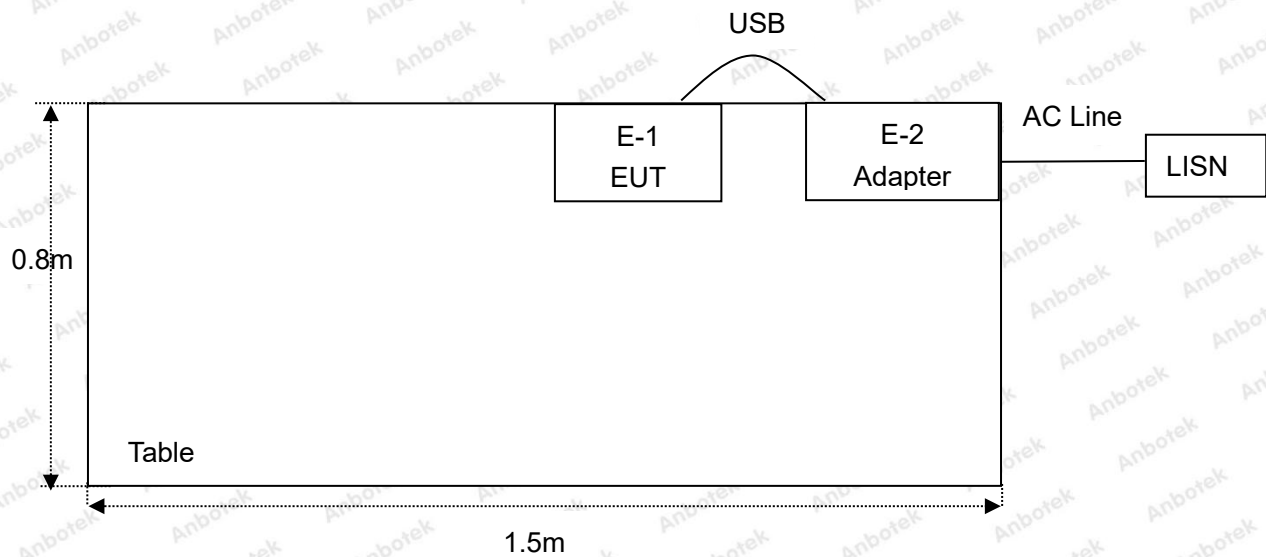 USB
E-1
EUT
E-2
Adapter
AC Line
LISN
0.8m
Table
1.5m